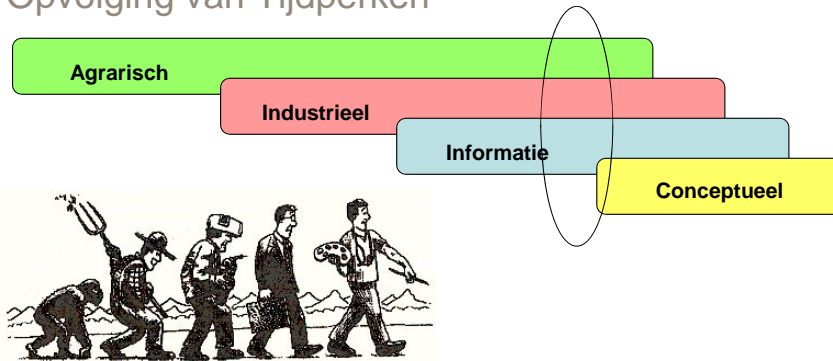 Opvolging van Tijdperken
Agrarisch
Industrieel
Informatie
Conceptueel